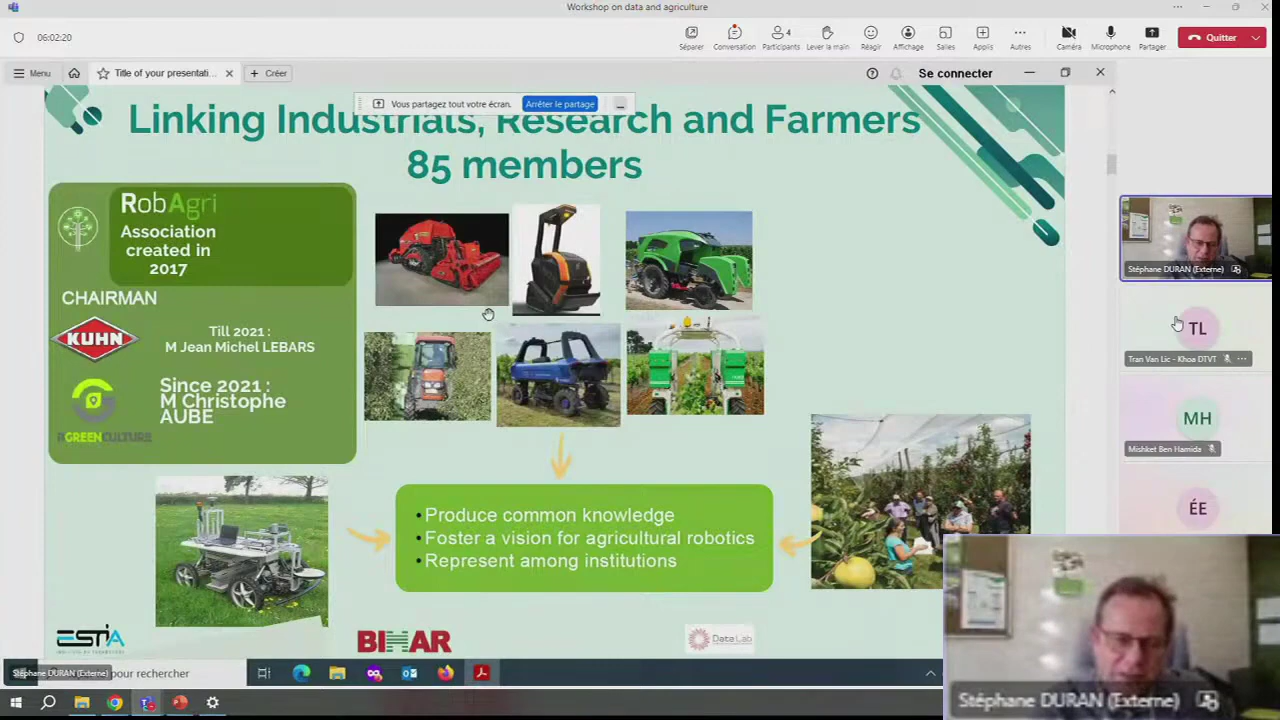 Workshop on data and agriculture
06:02:20
Séparer
Conversation
4
Participants
Lever la main
Réagir
Affichage
Salles
Applis
Autres
Caméra
Microphone
Partager
Quitter
Menu
Title of your presentati...
Créer
Se connecter
Vous partagez tout votre écran.
Arrêter le partage
Linking Industrials, Research and Farmers
85 members
RobAgri
Association
created in
2017
CHAIRMAN
KUHN
Till 2021 :
M Jean Michel LEBARS
Since 2021 :
M Christophe
AUBE
GREENCULTURE
• Produce common knowledge
• Foster a vision for agricultural robotics
• Represent among institutions
ESTIA
BIHAR
Data Lab
Stéphane DURAN (Externe)
TL
Tran Van Lic - Khoa DTVT
MH
Mishket Ben Hamida
ÉE
Stéphane DURAN (Externe)
pour rechercher
Stéphane DURAN (Externe)